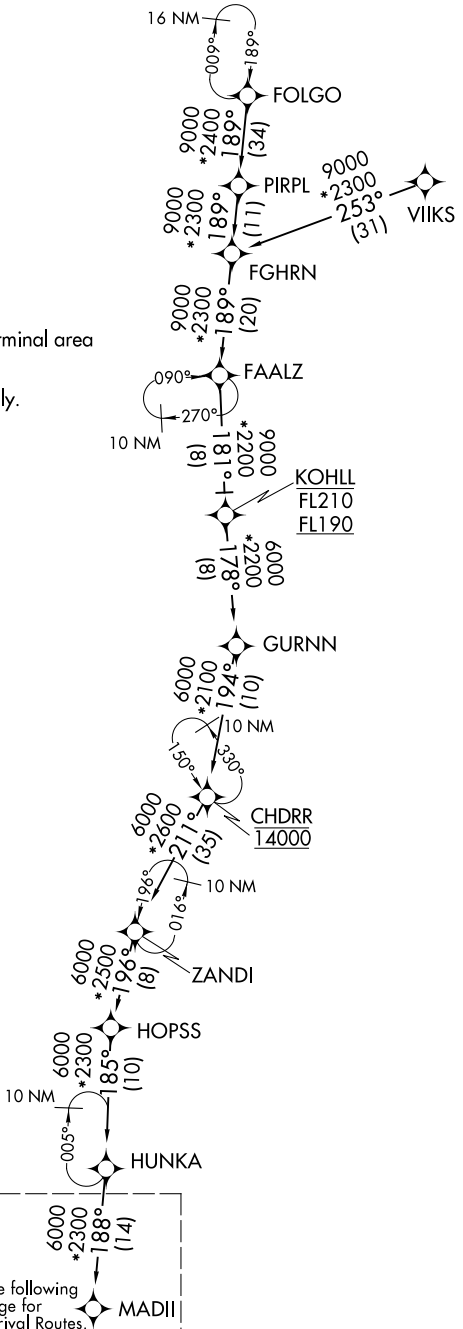 16 NM
009°
189°
FOLGO
9000
*2400
189°
(34)
PIRPL
9000
*2300
253°
(31)
VIIKS
9000
*2300
189°
(11)
FGHRN
9000
*2300
189°
(20)
rminal area
ly.
FAALZ
090°
270°
10 NM
9000
*2200
181°
(8)
KOHLL
FL210
FL190
6000
*2200
178°
(8)
GURNN
6000
*2100
194°
(10)
10 NM
150°
330°
CHDRR
14000
6000
*2600
211°
(35)
10 NM
196°
016°
ZANDI
6000
*2500
196°
(8)
HOPSS
6000
*2300
185°
(10)
10 NM
005°
HUNKA
6000
*2300
188°
(14)
e following
ge for
rival Routes.
MADII